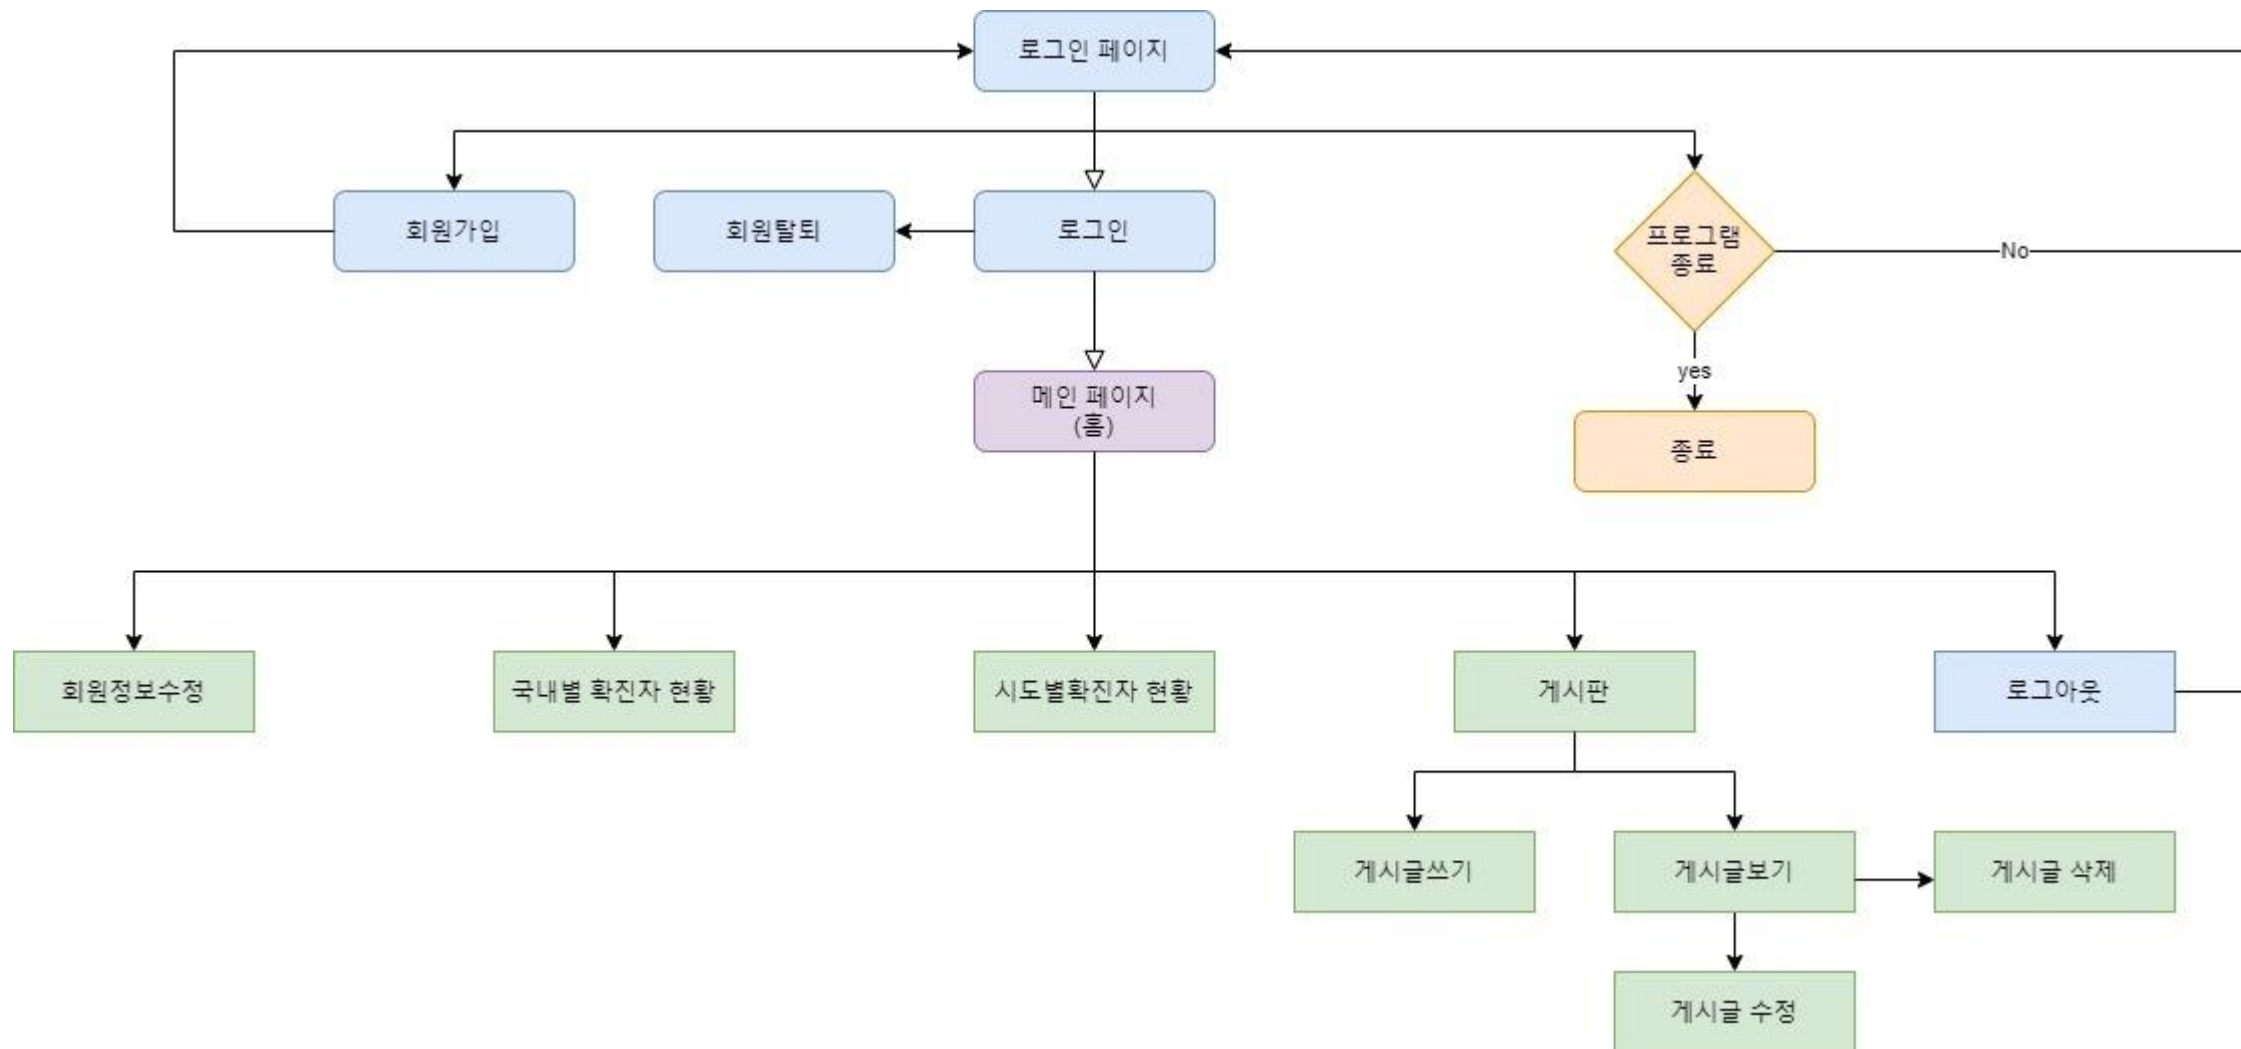 로그인 페이지
회원가입
회원탈퇴
로그인
프로그램
종료
No
yes
메인 페이지
(홈)
종료
회원정보수정
국내별 확진자 현황
시도별확진자 현황
게시판
로그아웃
게시글쓰기
게시글보기
게시글 삭제
게시글 수정